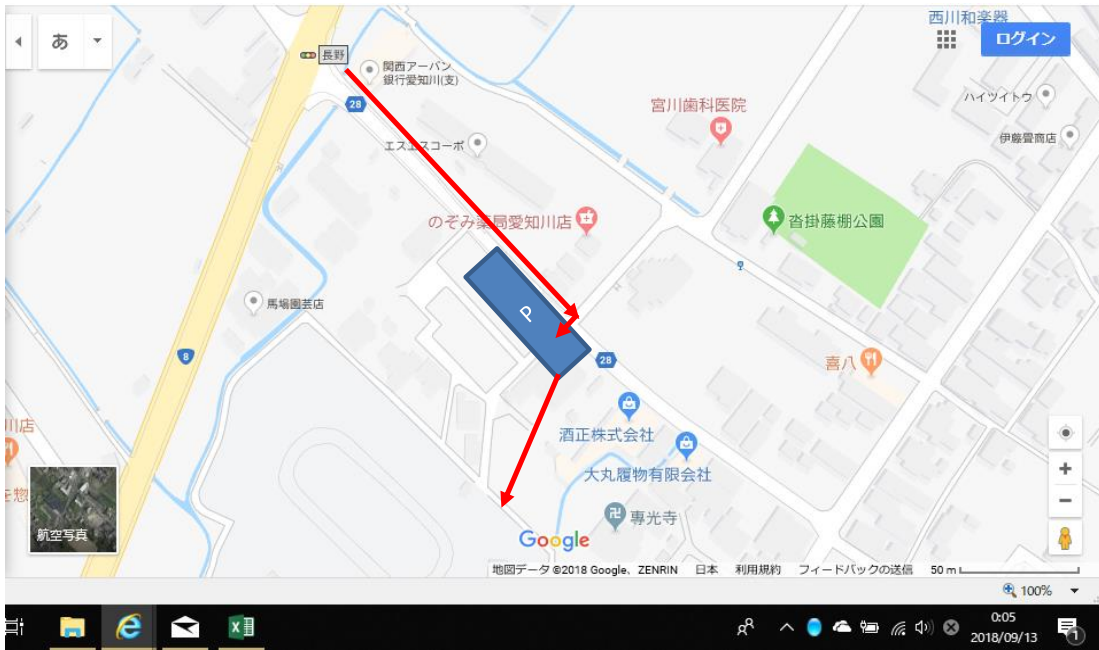 あ
西川和楽器
ログイン
長野
関西アーバン
銀行愛知川(支)
28
宮川歯科医院
ハイツイトウ
エスエスコーポ
伊藤畳商店
のぞみ薬局愛知川店
沓掛藤棚公園
馬場園芸店
P
8
28
喜八
川店
酒正株式会社
大丸履物有限会社
を惣
専光寺
航空写真
Google
地図データ ©2018 Google、ZENRIN 日本 利用規約 フィードバックの送信 50 m
100%
0:05
2018/09/13
1